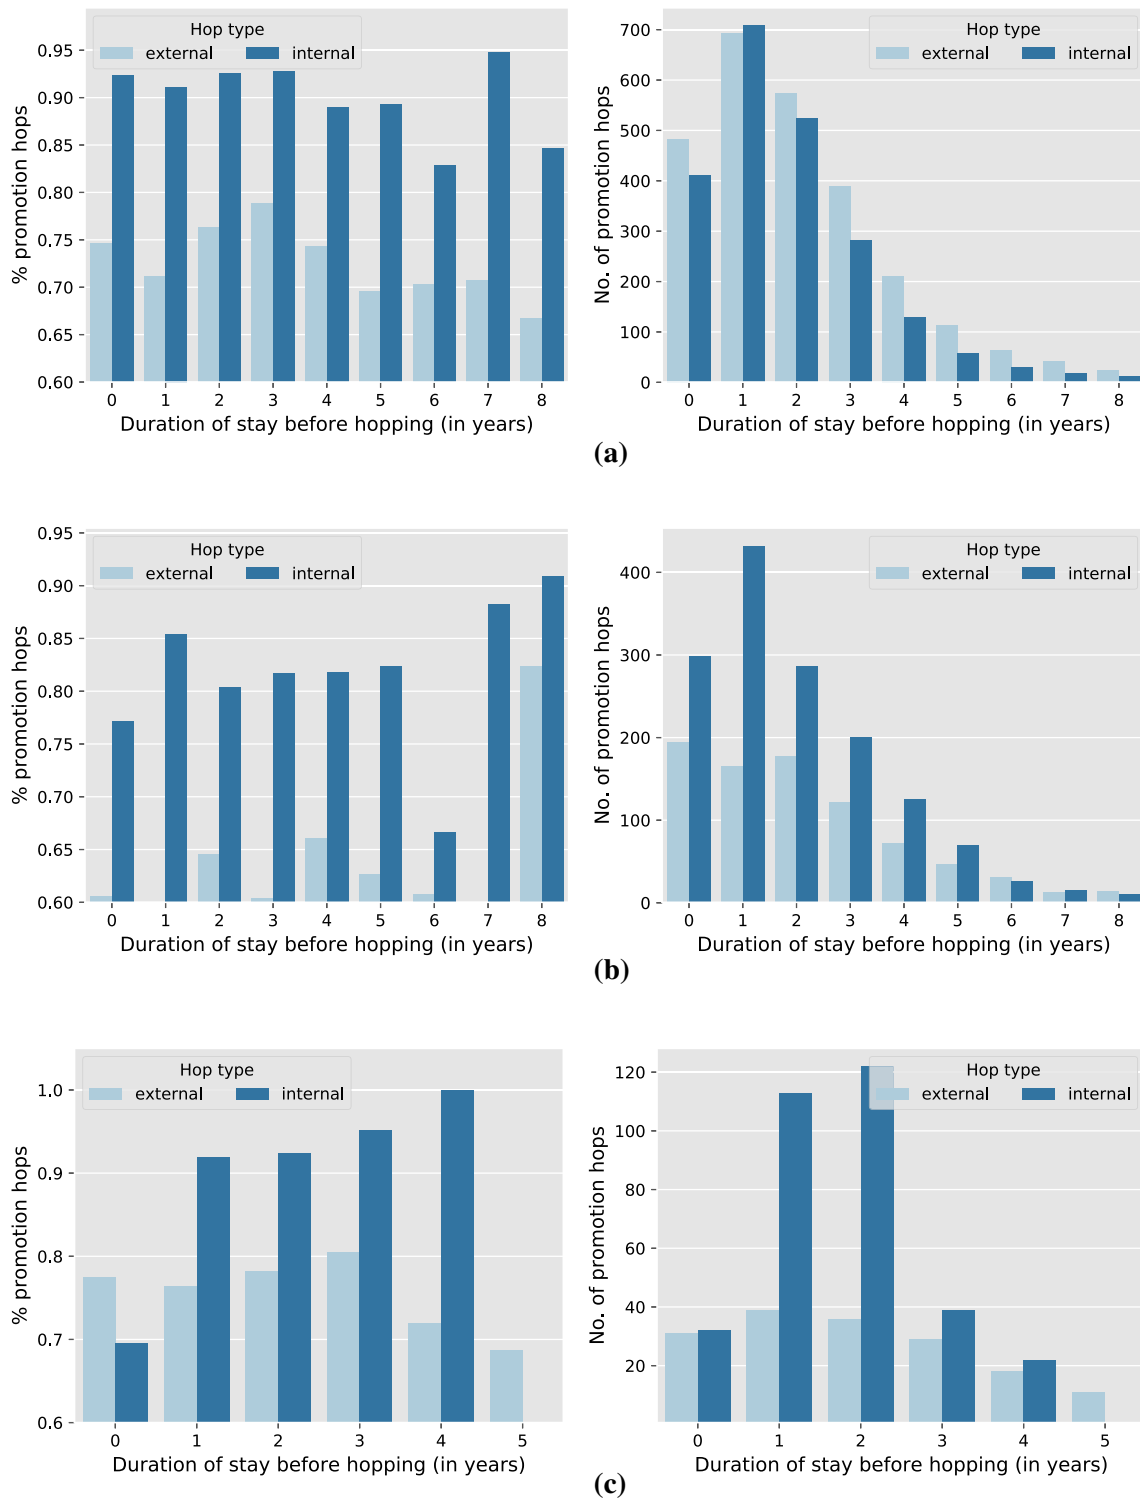 Hop type
external internal
0.95
0.90
0.85
0.80
0.75
0.70
0.65
0.60
% promotion hops
0 1 2 3 4 5 6 7 8
Duration of stay before hopping (in years)
Hop type
external internal
700
600
500
400
300
200
100
0
No. of promotion hops
0 1 2 3 4 5 6 7 8
Duration of stay before hopping (in years)
(a)
Hop type
external internal
0.95
0.90
0.85
0.80
0.75
0.70
0.65
0.60
% promotion hops
0 1 2 3 4 5 6 7 8
Duration of stay before hopping (in years)
Hop type
external internal
400
300
200
100
0
No. of promotion hops
0 1 2 3 4 5 6 7 8
Duration of stay before hopping (in years)
(b)
Hop type
external internal
1.0
0.9
0.8
0.7
0.6
% promotion hops
0 1 2 3 4 5
Duration of stay before hopping (in years)
Hop type
external internal
120
100
80
60
40
20
No. of promotion hops
0 1 2 3 4 5
Duration of stay before hopping (in years)
(c)